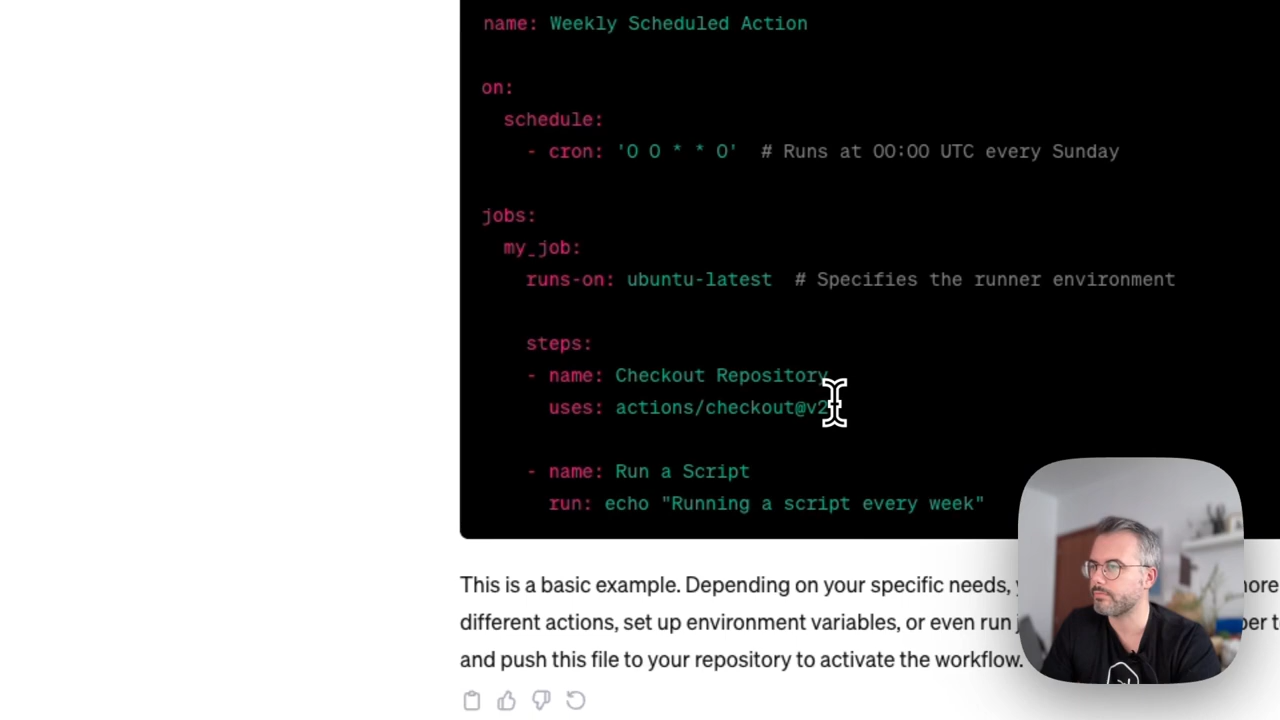 name: Weekly Scheduled Action
on:
schedule:
- cron: '0 0 * * 0' # Runs at 00:00 UTC every Sunday
jobs:
my_job:
runs-on: ubuntu-latest # Specifies the runner environment
steps:
- name: Checkout Repository
uses: actions/checkout@v2
- name: Run a Script
run: echo "Running a script every week"
This is a basic example. Depending on your specific needs,
different actions, set up environment variables, or even run
and push this file to your repository to activate the workflow.